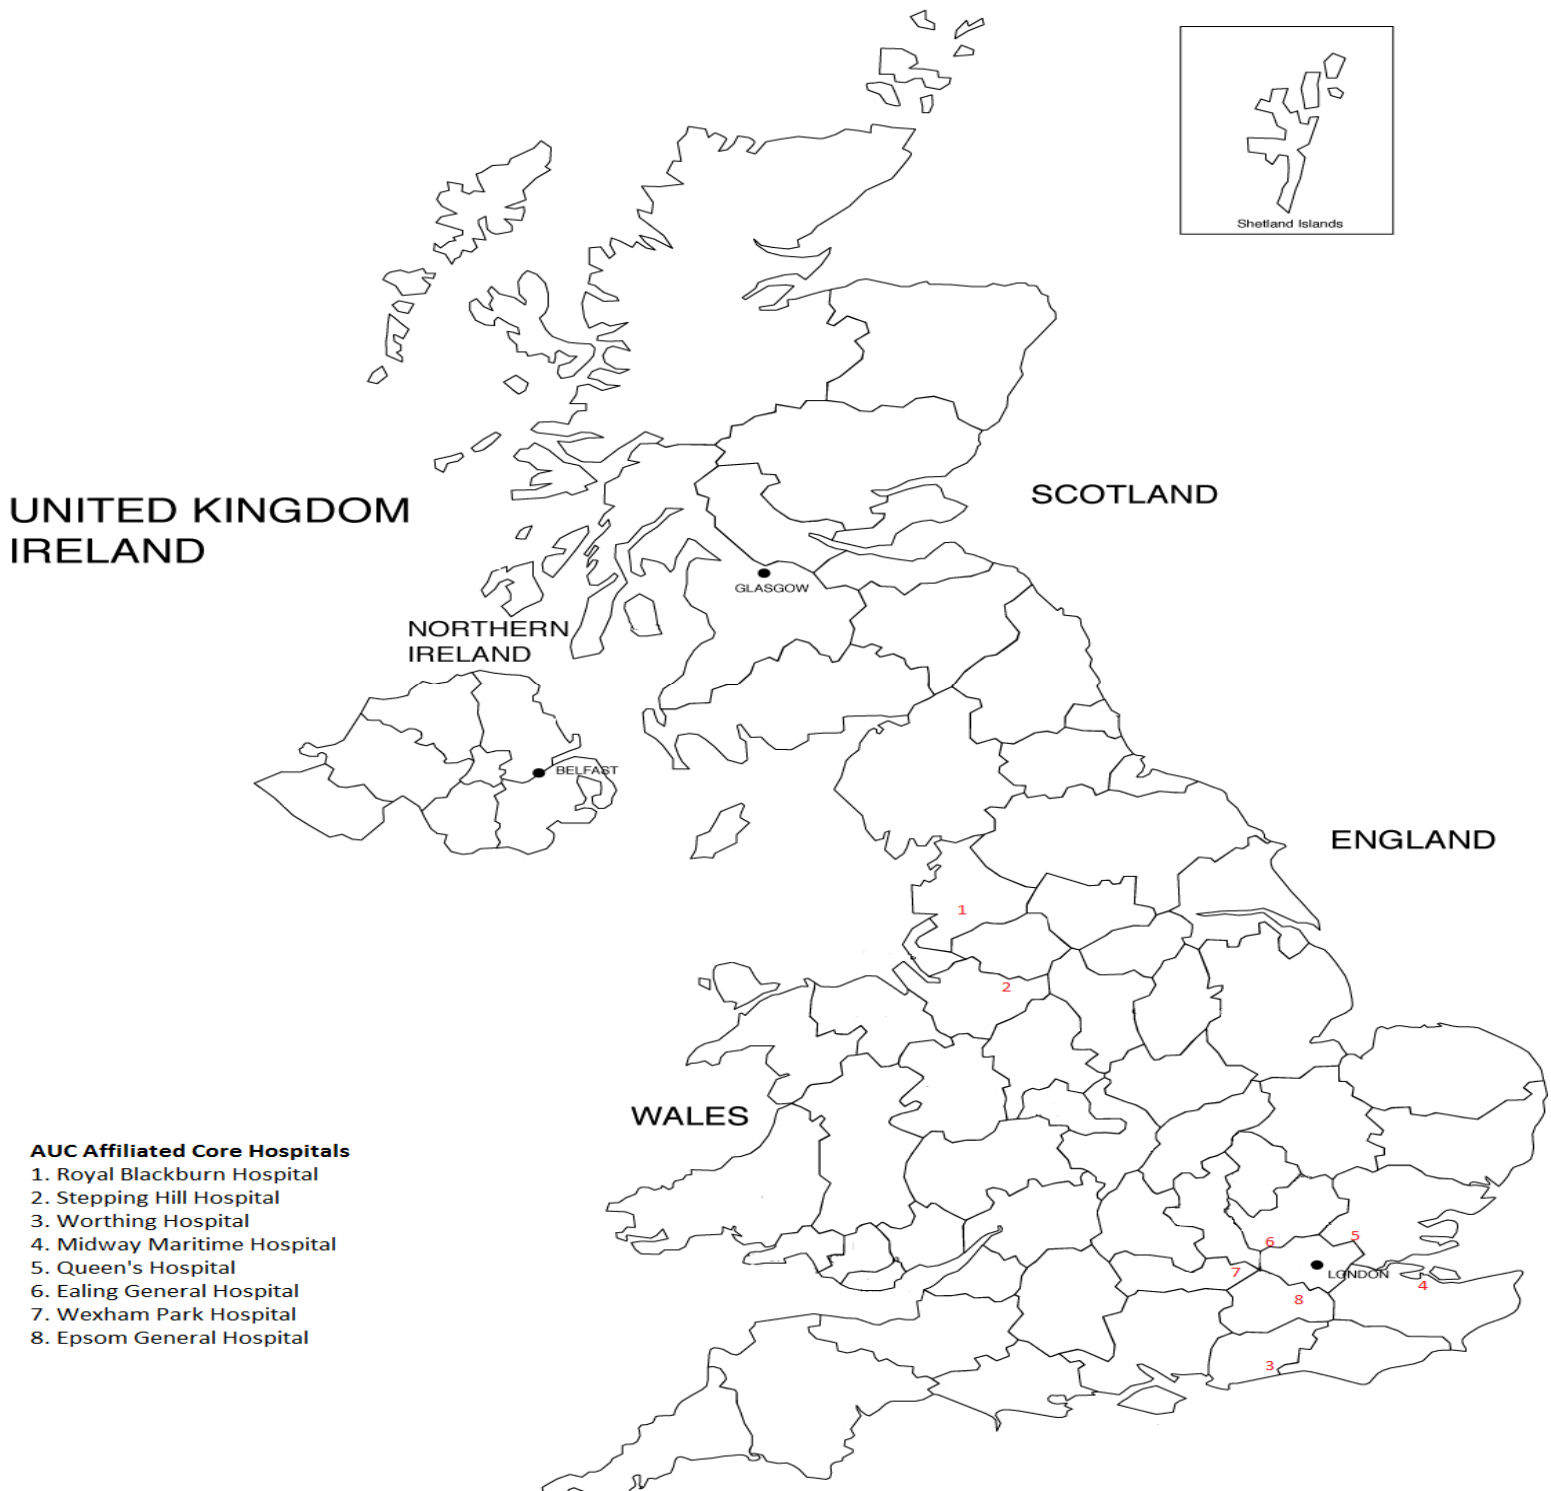 Shetland Islands
UNITED KINGDOM
IRELAND
SCOTLAND
GLASGOW
NORTHERN
IRELAND
BELFAST
ENGLAND
1
2
WALES
AUC Affiliated Core Hospitals
1. Royal Blackburn Hospital
2. Stepping Hill Hospital
3. Worthing Hospital
4. Midway Maritime Hospital
5. Queen's Hospital
6. Ealing General Hospital
7. Wexham Park Hospital
8. Epsom General Hospital
5
6
7
LONDON
4
8
3